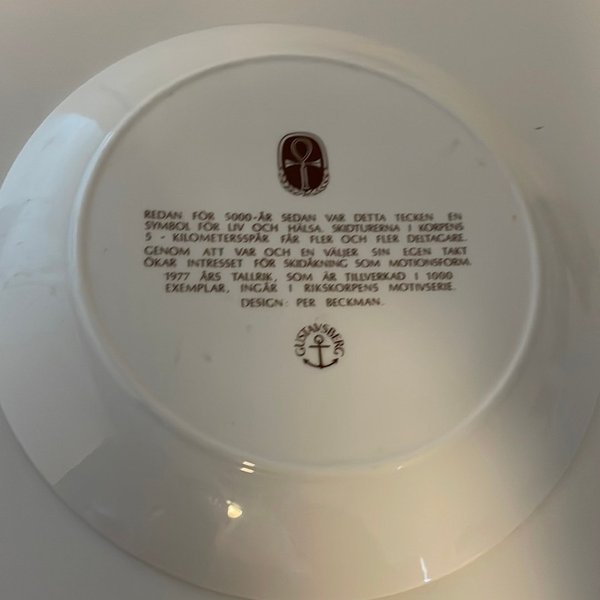 REDAN FÖR 5000-ÅR SEDAN VAR DETTA TECKEN EN
SYMBOL FÖR LIV OCH HÄLSA. SKIDTURERNA I KORPENS
5 - KILOMETERSSPÅR FÅR FLER OCH FLER DELTAGARE.
GENOM ATT VAR OCH EN VÄLJER SIN EGEN TAKT
ÖKAR INTRESSET FÖR SKIDÅKNING SOM MOTIONSFORM.
1977 ÅRS TALLRIK, SOM ÄR TILLVERKAD I 1000
EXEMPLAR, INGÅR I RIKSKORPENS MOTIVSERIE.
DESIGN: PER BECKMAN.
GUSTAVSBERG